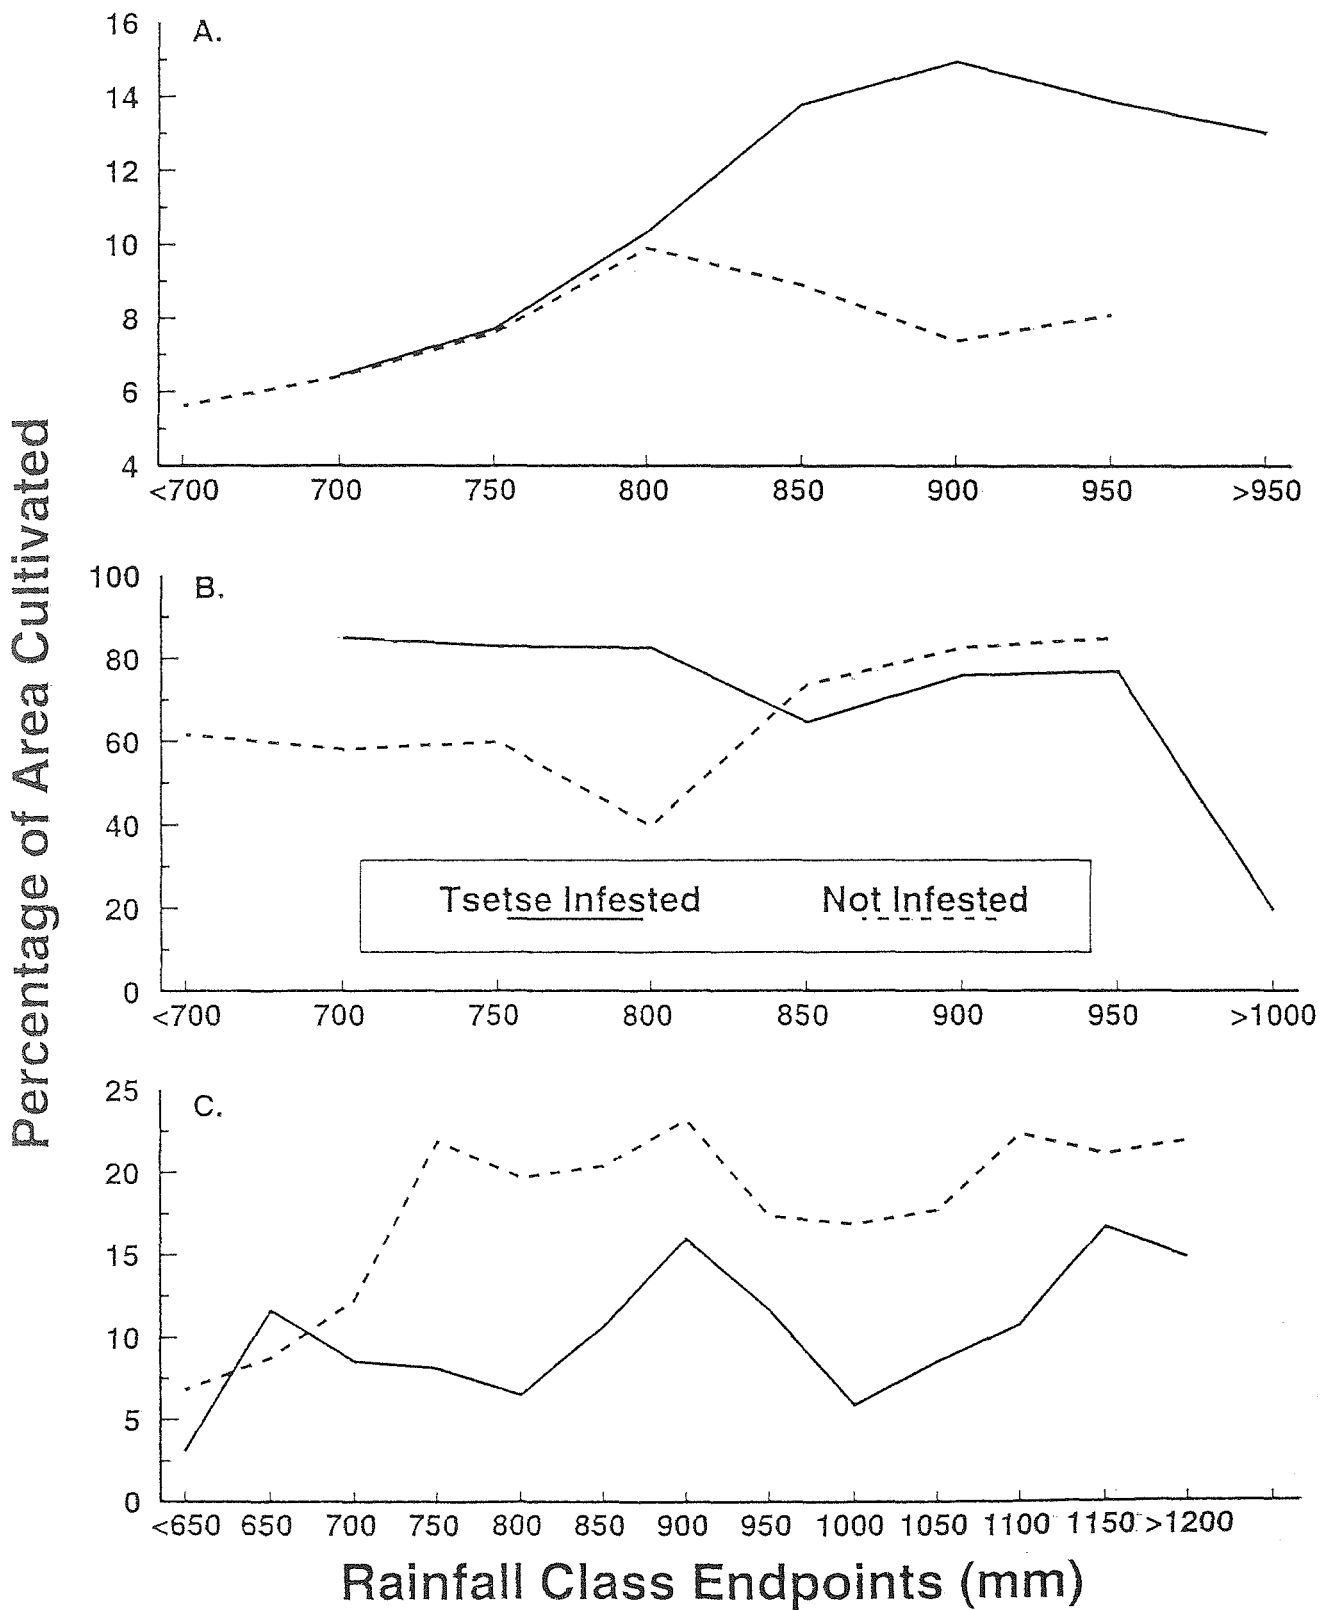 Percentage of Area Cultivated
A.
16
14
12
10
8
6
4
<700 700 750 800 850 900 950 >950
B.
100
80
60
40
20
0
Tsetse Infested Not Infested
<700 700 750 800 850 900 950 >1000
C.
25
20
15
10
5
0
<650 650 700 750 800 850 900 950 1000 1050 1100 1150 >1200
Rainfall Class Endpoints (mm)